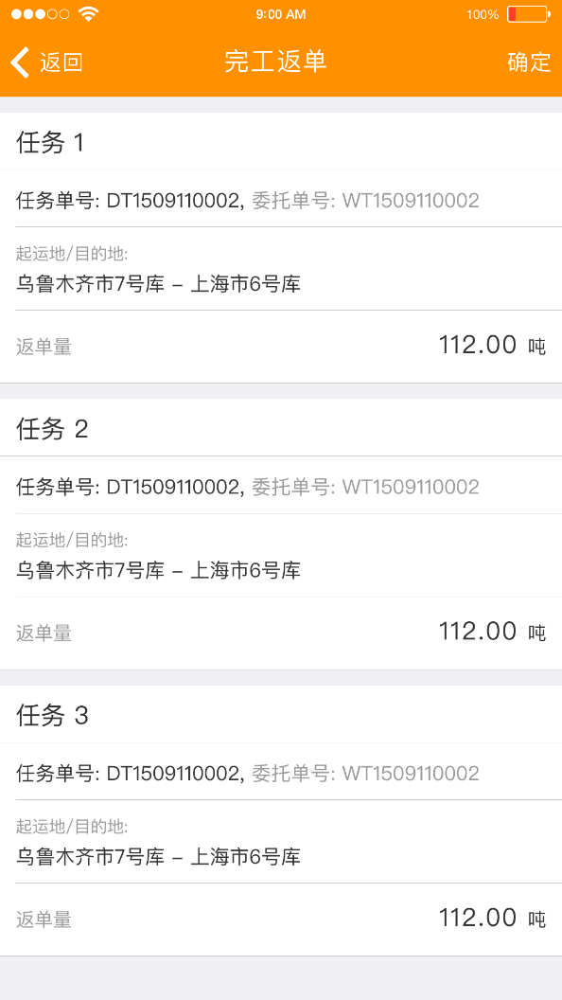 9:00 AM 100%
返回 完工返单 确定
任务 1
任务单号: DT1509110002, 委托单号: WT1509110002
起运地/目的地:
乌鲁木齐市7号库 – 上海市6号库
返单量 112.00 吨
任务 2
任务单号: DT1509110002, 委托单号: WT1509110002
起运地/目的地:
乌鲁木齐市7号库 – 上海市6号库
返单量 112.00 吨
任务 3
任务单号: DT1509110002, 委托单号: WT1509110002
起运地/目的地:
乌鲁木齐市7号库 – 上海市6号库
返单量 112.00 吨